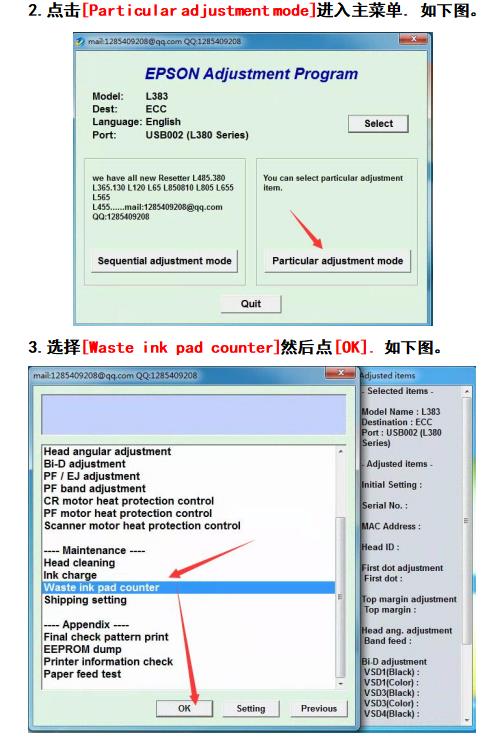 2.点击[Particular adjustment mode]进入主菜单. 如下图。
mail:1285409208@qq.com QQ:1285409208
EPSON Adjustment Program
Model: L383
Dest: ECC
Language: English
Port: USB002 (L380 Series)
Select
we have all new Resetter L485.380
L365.130 L120 L65 L850810 L805 L655
L565
L455......mail:1285409208@qq.com
QQ:1285409208
Sequential adjustment mode
You can select particular adjustment
item.
Particular adjustment mode
Quit
3.选择[Waste ink pad counter]然后点[OK]. 如下图。
mail:1285409208@qq.com QQ:1285409208
Head angular adjustment
Bi-D adjustment
PF / EJ adjustment
PF band adjustment
CR motor heat protection control
PF motor heat protection control
Scanner motor heat protection control
---- Maintenance ----
Head cleaning
Ink charge
Waste ink pad counter
Shipping setting
---- Appendix ----
Final check pattern print
EEPROM dump
Printer information check
Paper feed test
OK
Setting
Previous
Adjusted items
- Selected items -
Model Name : L383
Destination : ECC
Port : USB002 (L380
Series)
- Adjusted items -
Initial Setting :
Serial No. :
MAC Address :
Head ID :
First dot adjustment
First dot :
Top margin adjustment
Top margin :
Head ang. adjustment
Band feed :
Bi-D adjustment
VSD1(Black) :
VSD1(Color) :
VSD3(Black) :
VSD3(Color) :
VSD4(Black) :